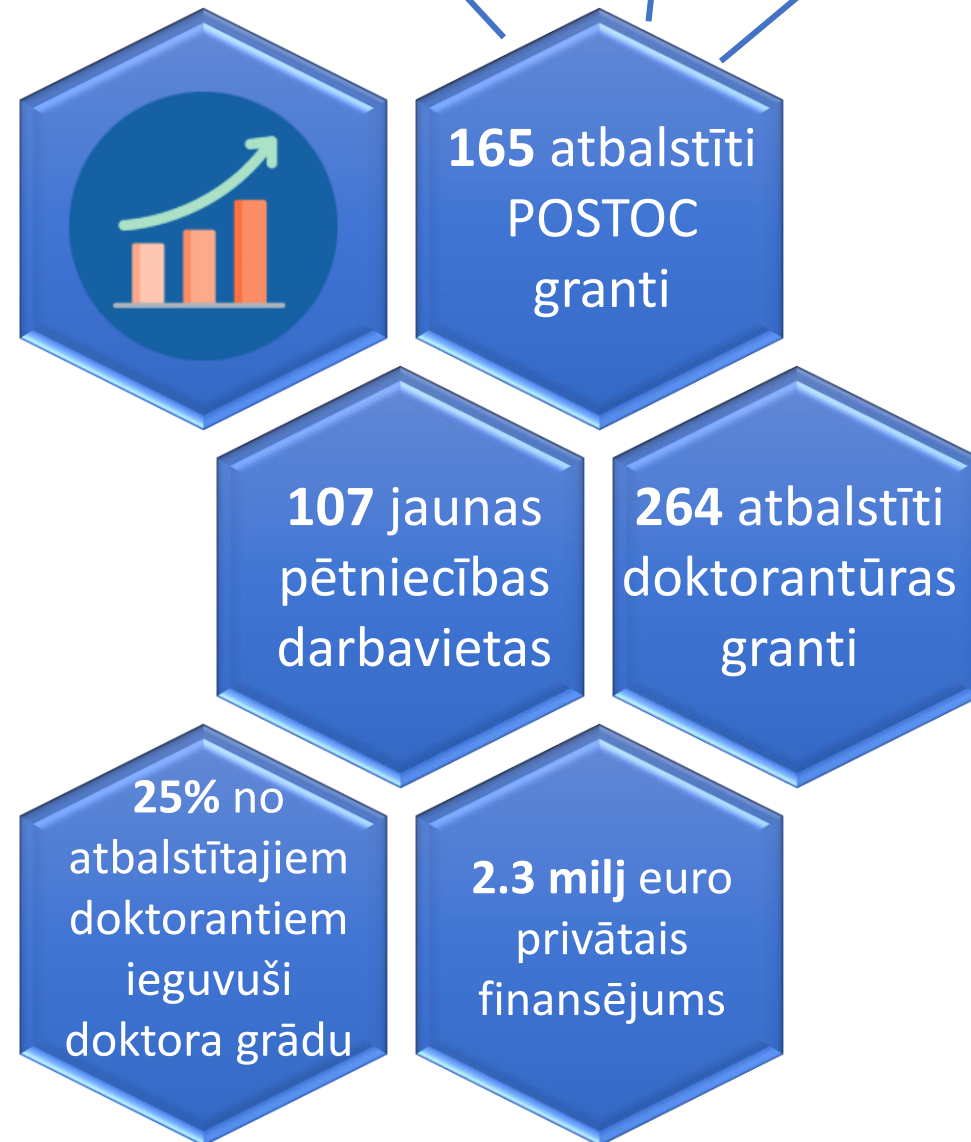 165 atbalstīti
POSTOC
granti
107 jaunas
pētniecības
darbavietas
264 atbalstīti
doktorantūras
granti
25% no
atbalstītajiem
doktorantiem
ieguvuši
doktora grādu
2.3 milj euro
privātais
finansējums